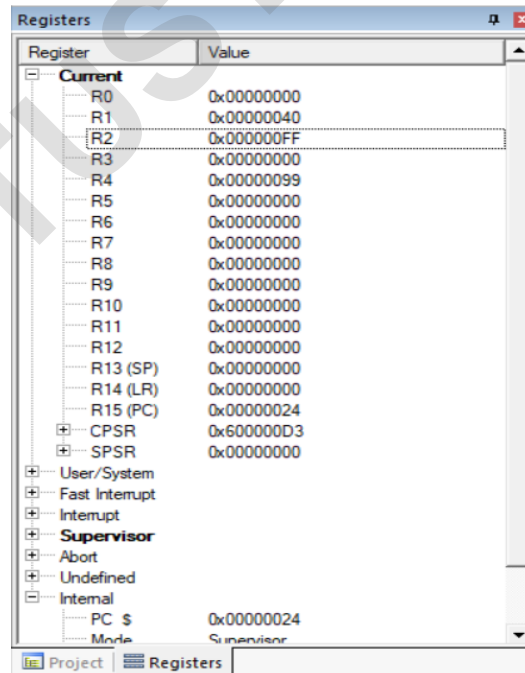 Registers
Register Value
Current
R0 0x00000000
R1 0x00000040
R2 0x000000FF
R3 0x00000000
R4 0x00000099
R5 0x00000000
R6 0x00000000
R7 0x00000000
R8 0x00000000
R9 0x00000000
R10 0x00000000
R11 0x00000000
R12 0x00000000
R13 (SP) 0x00000000
R14 (LR) 0x00000000
R15 (PC) 0x00000024
CPSR 0x600000D3
SPSR 0x00000000
User/System
Fast Interrupt
Interrupt
Supervisor
Abort
Undefined
Internal
PC $ 0x00000024
Mode Supervisor
Project Registers